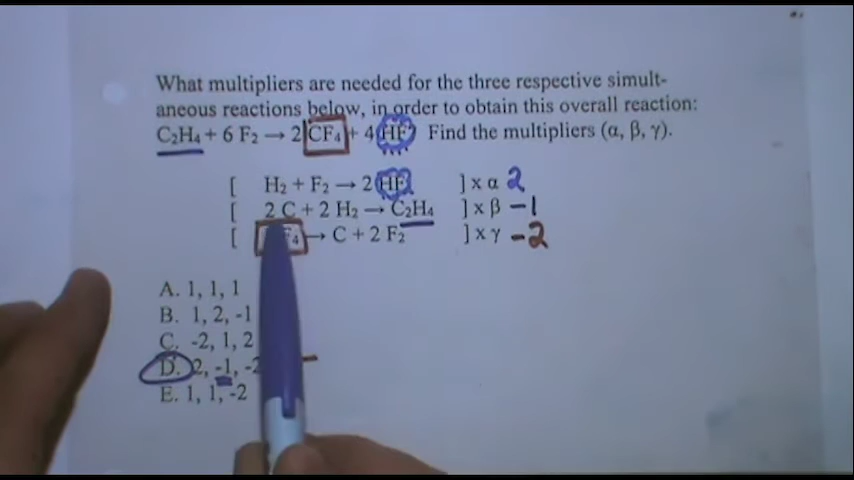 What multipliers are needed for the three respective simult-
aneous reactions below, in order to obtain this overall reaction:
C₂H₄ + 6 F₂ → 2 CF₄ + 4 HF Find the multipliers (α, β, γ).
[ H₂ + F₂ → 2 HF ] x α 2
[ 2 C + 2 H₂ → C₂H₄ ] x β -1
[ F₄ → C + 2 F₂ ] x γ -2
A. 1, 1, 1
B. 1, 2, -1
C. -2, 1, 2
D. 2, -1, -2
E. 1, 1, -2